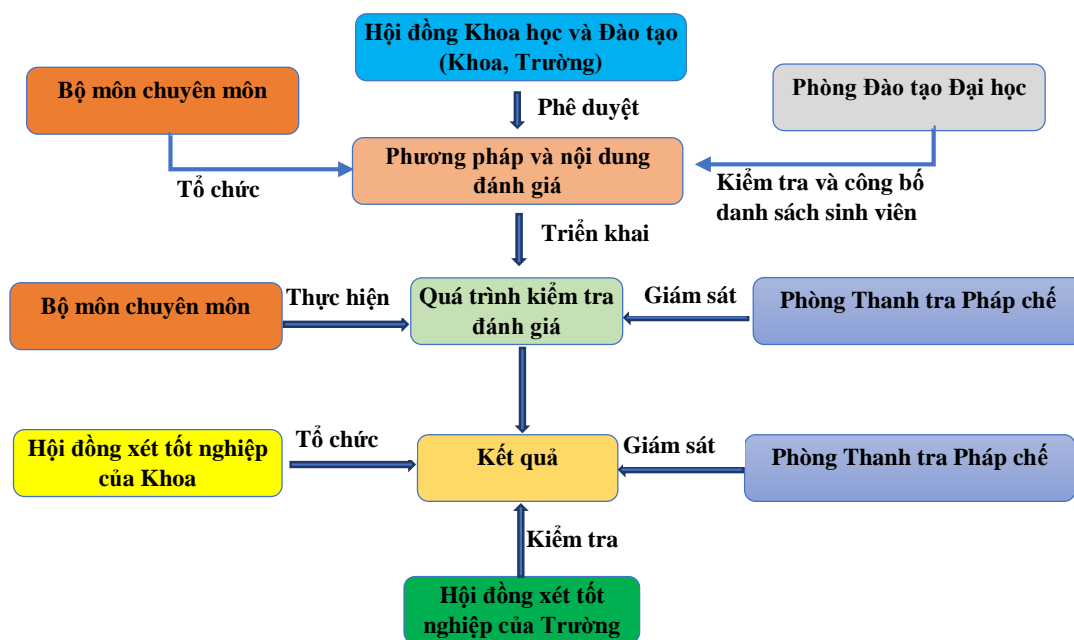 Hội đồng Khoa học và Đào tạo
(Khoa, Trường)
Bộ môn chuyên môn
Phòng Đào tạo Đại học
Phê duyệt
Phương pháp và nội dung
đánh giá
Tổ chức
Kiểm tra và công bố
danh sách sinh viên
Triển khai
Bộ môn chuyên môn
Thực hiện
Quá trình kiểm tra
đánh giá
Giám sát
Phòng Thanh tra Pháp chế
Hội đồng xét tốt nghiệp
của Khoa
Tổ chức
Kết quả
Giám sát
Phòng Thanh tra Pháp chế
Kiểm tra
Hội đồng xét tốt
nghiệp của Trường